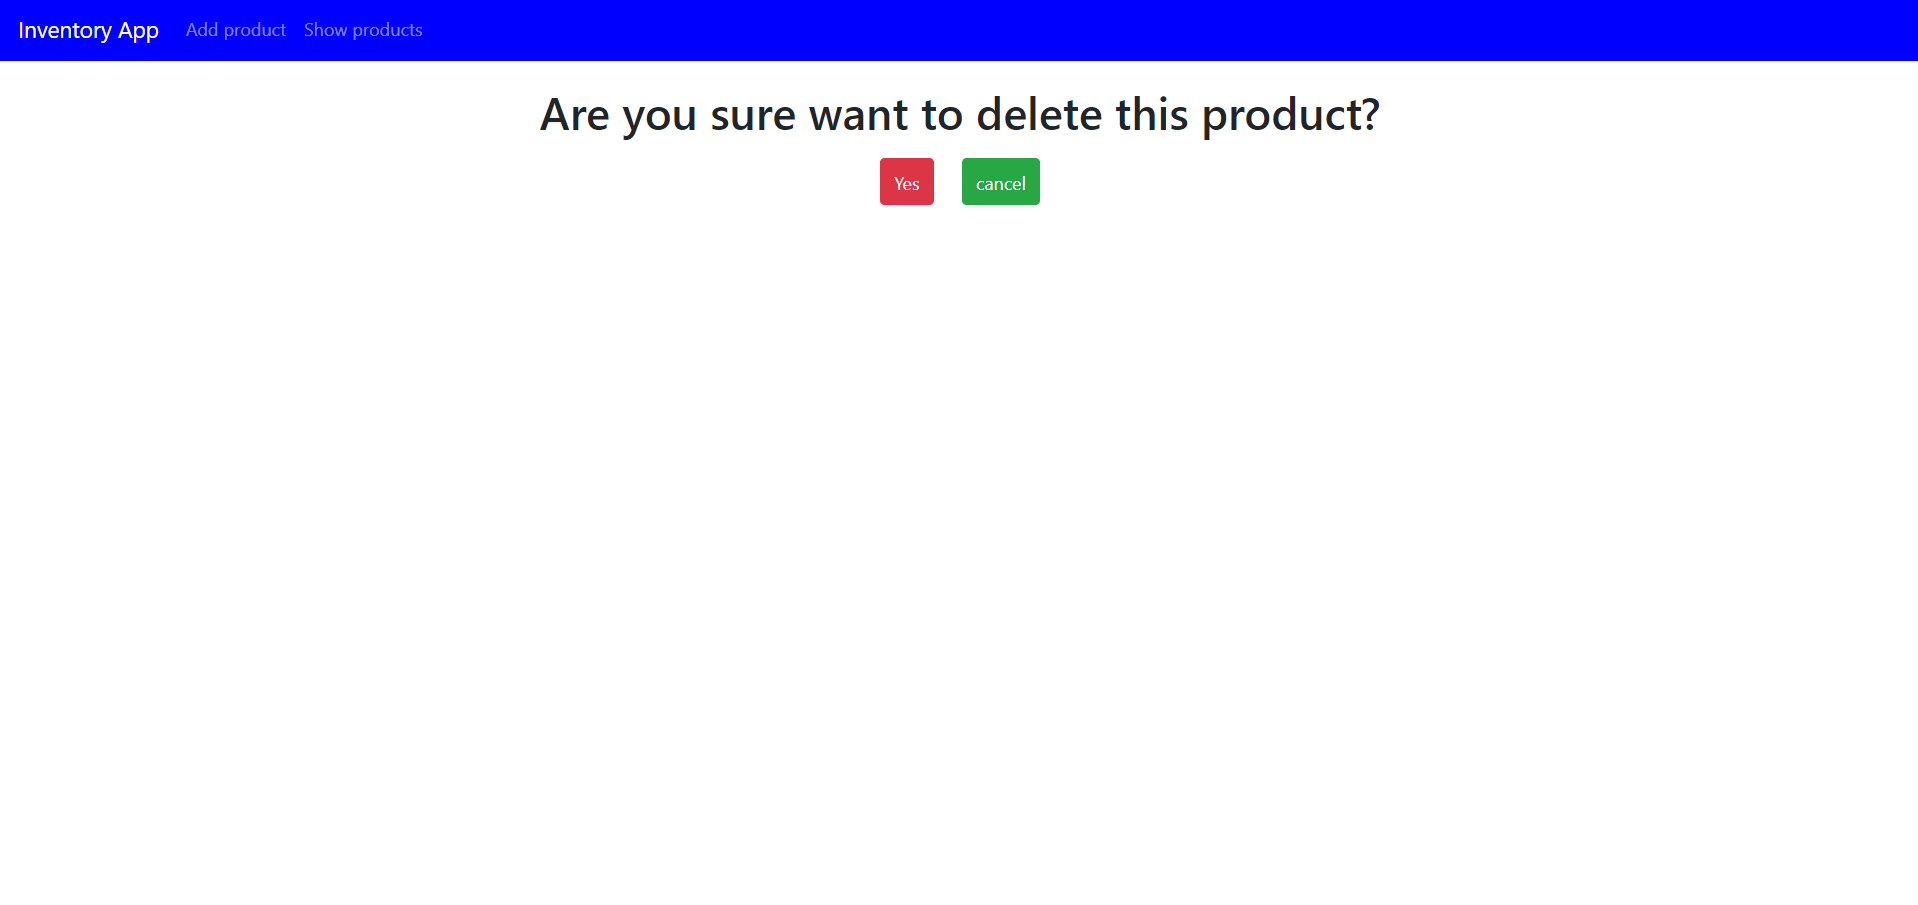 Inventory App Add product Show products
Are you sure want to delete this product?
Yes cancel